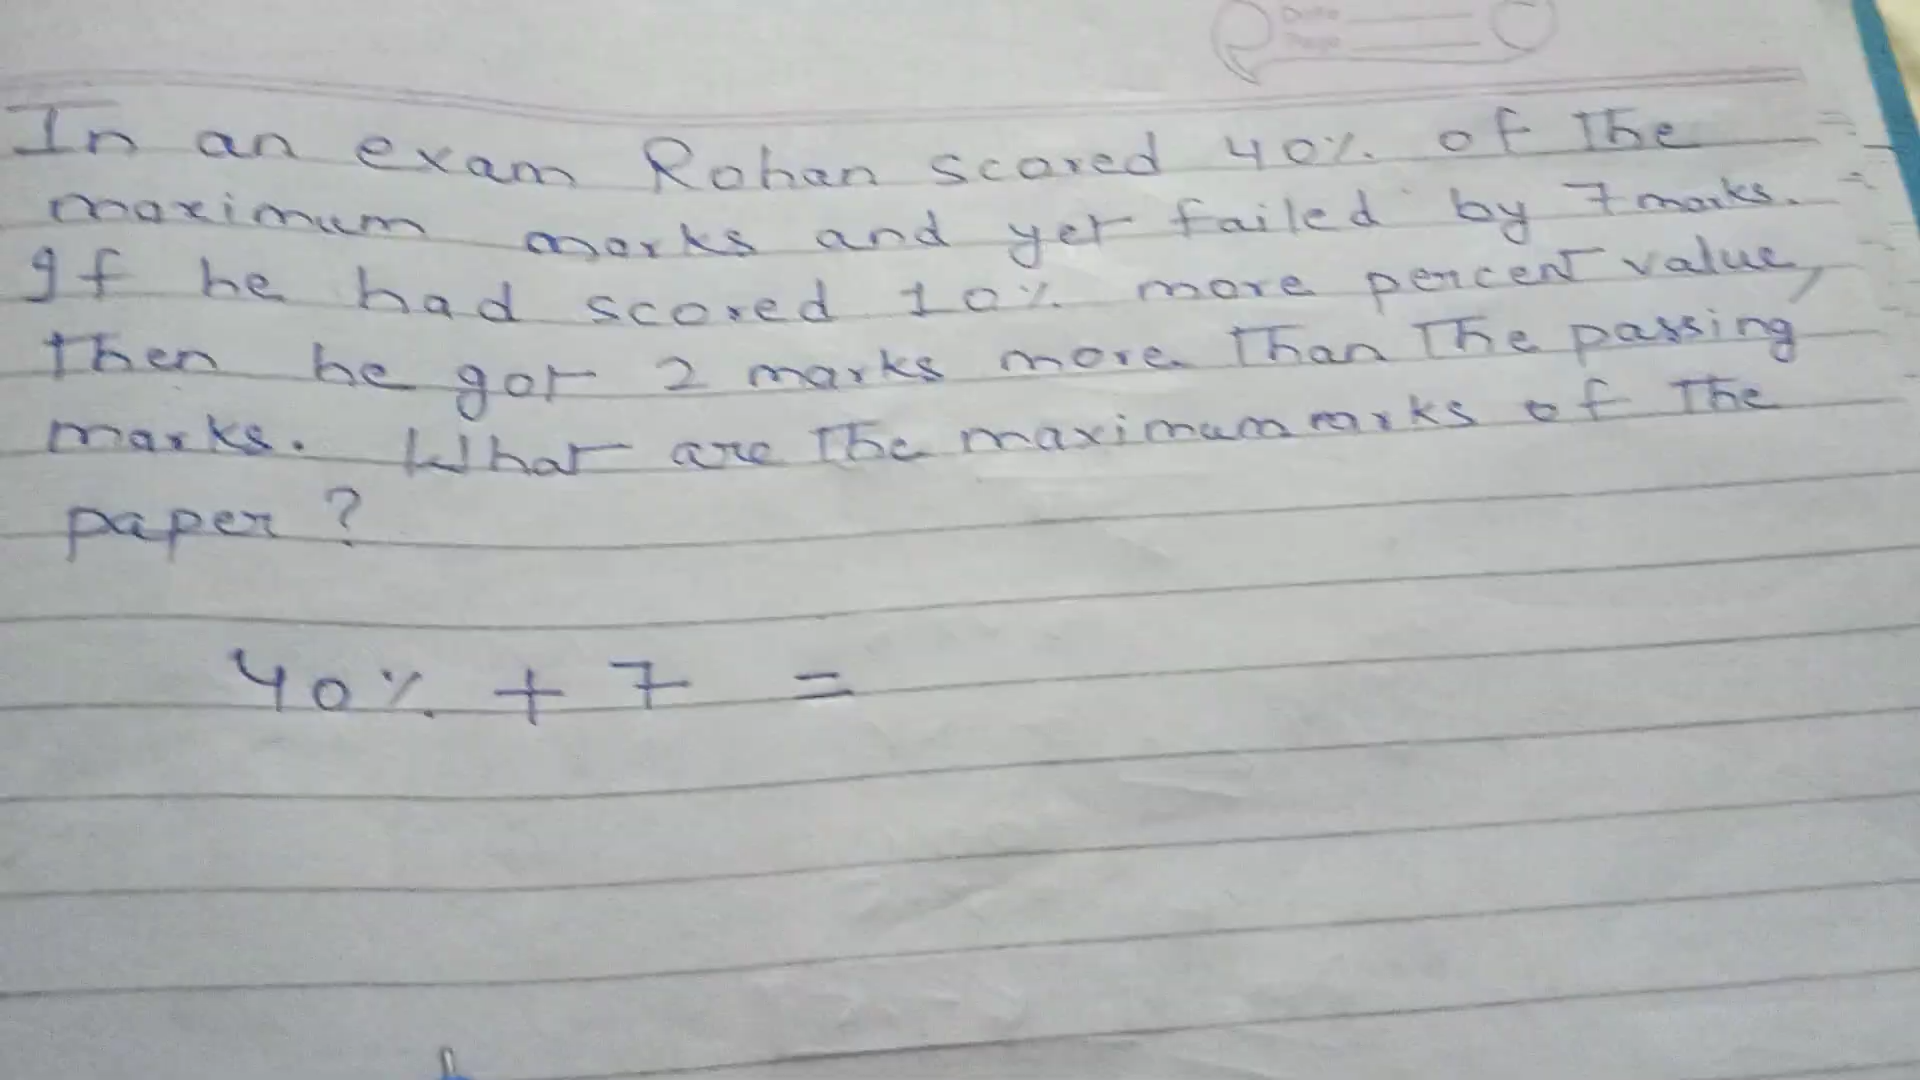 In an exam Rohan scored 40% of the
maximum marks and yet failed by 7 marks.
If he had scored 10% more percent value,
then he got 2 marks more than the passing
marks. What are the maximum marks of the
paper?
40% + 7 =